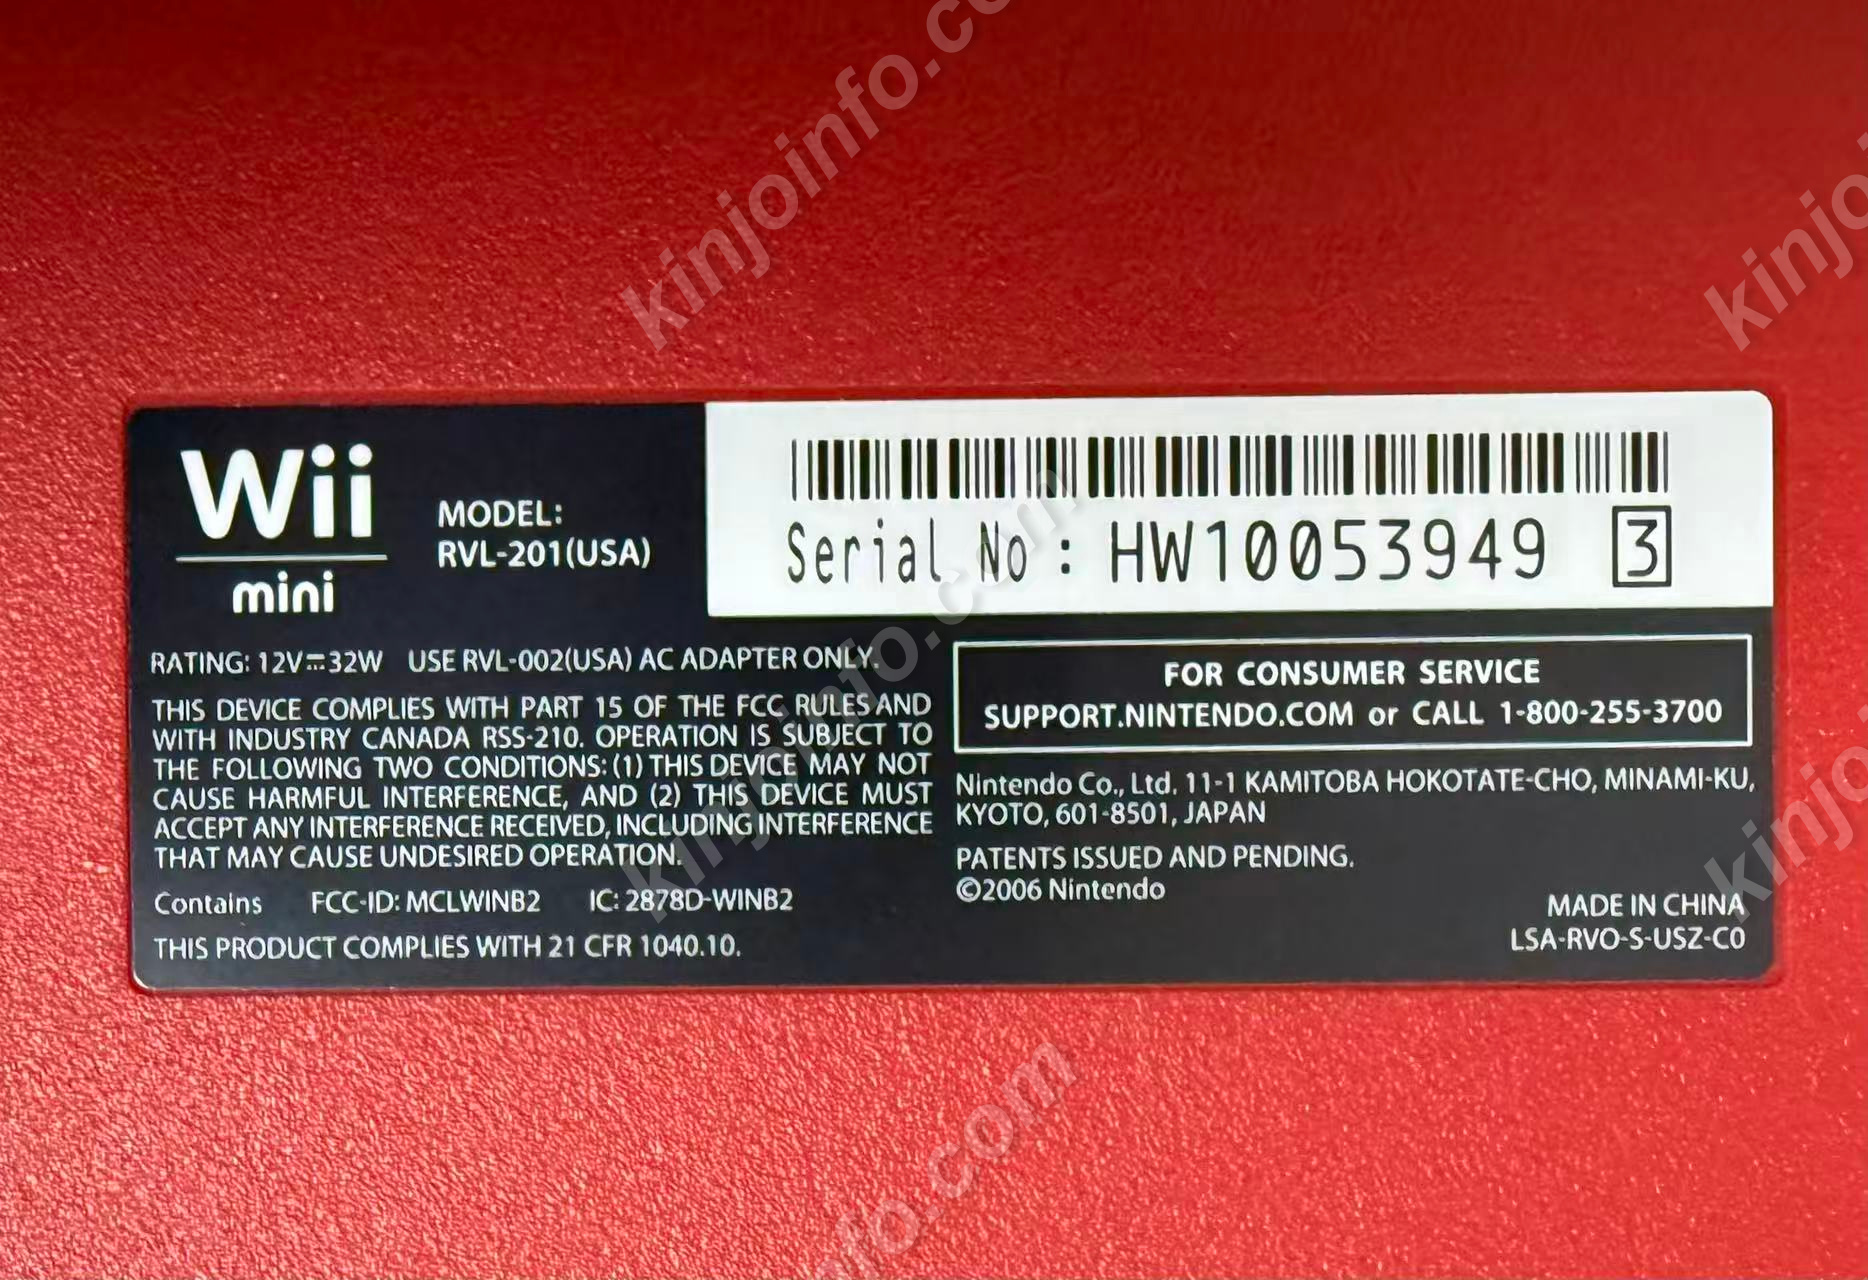 Wii
mini
MODEL:
RVL-201(USA)
Serial No: HW10053949 3
RATING: 12V⎓32W USE RVL-002(USA) AC ADAPTER ONLY.
THIS DEVICE COMPLIES WITH PART 15 OF THE FCC RULES AND
WITH INDUSTRY CANADA RSS-210. OPERATION IS SUBJECT TO
THE FOLLOWING TWO CONDITIONS: (1) THIS DEVICE MAY NOT
CAUSE HARMFUL INTERFERENCE, AND (2) THIS DEVICE MUST
ACCEPT ANY INTERFERENCE RECEIVED, INCLUDING INTERFERENCE
THAT MAY CAUSE UNDESIRED OPERATION.
Contains FCC-ID: MCLWINB2 IC: 2878D-WINB2
THIS PRODUCT COMPLIES WITH 21 CFR 1040.10.
FOR CONSUMER SERVICE
SUPPORT.NINTENDO.COM or CALL 1-800-255-3700
Nintendo Co., Ltd. 11-1 KAMITOBA HOKOTATE-CHO, MINAMI-KU,
KYOTO, 601-8501, JAPAN
PATENTS ISSUED AND PENDING.
©2006 Nintendo
MADE IN CHINA
LSA-RVO-S-USZ-C0
kinjoinfo.com
kinjoinfo.com